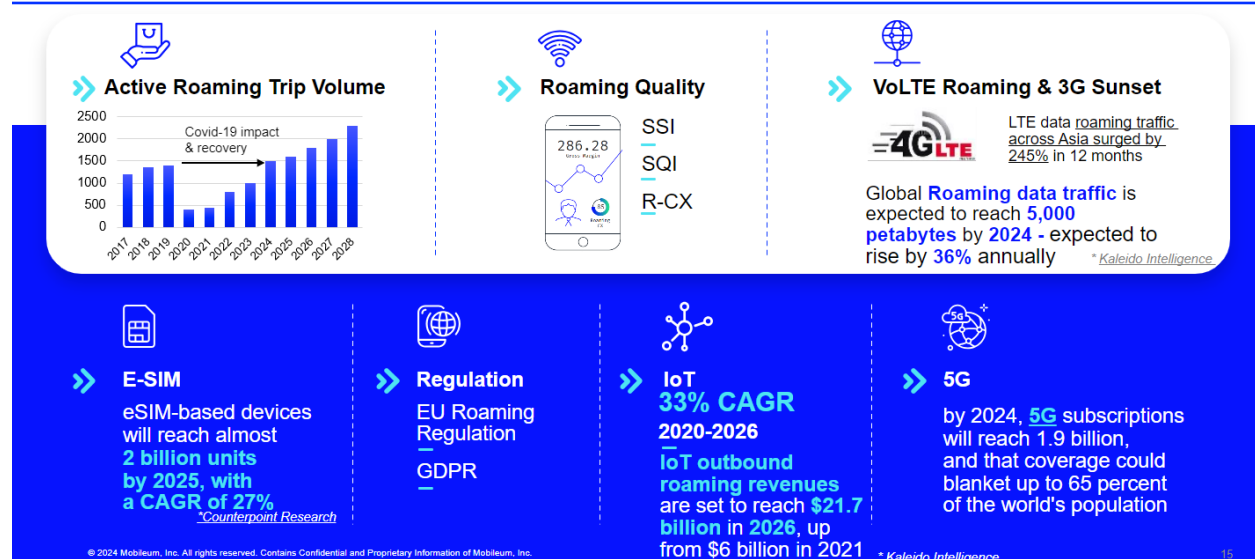 Active Roaming Trip Volume
2500
2000
1500
1000
500
0
Covid-19 impact
& recovery
2017
2018
2019
2020
2021
2022
2023
2024
2025
2026
2027
2028
Roaming Quality
286.28
Gross Margin
85
Roaming
SSI
SQI
R-CX
VoLTE Roaming & 3G Sunset
4G LTE
LTE data roaming traffic
across Asia surged by
245% in 12 months
Global Roaming data traffic is
expected to reach 5,000
petabytes by 2024 - expected to
rise by 36% annually
* Kaleido Intelligence
E-SIM
eSIM-based devices
will reach almost
2 billion units
by 2025, with
a CAGR of 27%
*Counterpoint Research
Regulation
EU Roaming
Regulation
GDPR
IoT
33% CAGR
2020-2026
IoT outbound
roaming revenues
are set to reach $21.7
billion in 2026, up
from $6 billion in 2021
* Kaleido Intelligence
5G
5G
by 2024, 5G subscriptions
will reach 1.9 billion,
and that coverage could
blanket up to 65 percent
of the world's population
© 2024 Mobileum, Inc. All rights reserved. Contains Confidential and Proprietary Information of Mobileum, Inc.
15